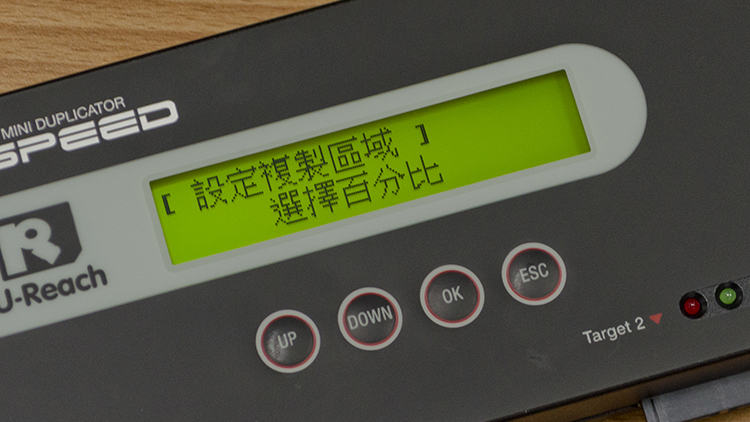 MINI DUPLICATOR
SPEED
[ 設定複製區域 ]
選擇百分比
U-Reach
UP
DOWN
OK
ESC
Target 2